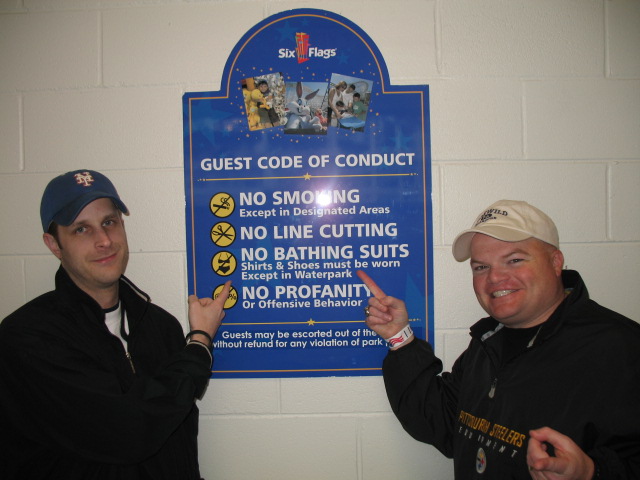 Six Flags
GUEST CODE OF CONDUCT
NO SMOKING
Except in Designated Areas
NO LINE CUTTING
NO BATHING SUITS
Shirts & Shoes must be worn
Except in Waterpark
NO PROFANITY
Or Offensive Behavior
Guests may be escorted out of the
without refund for any violation of park
NY
WILD
PITTSBURGH STEELERS